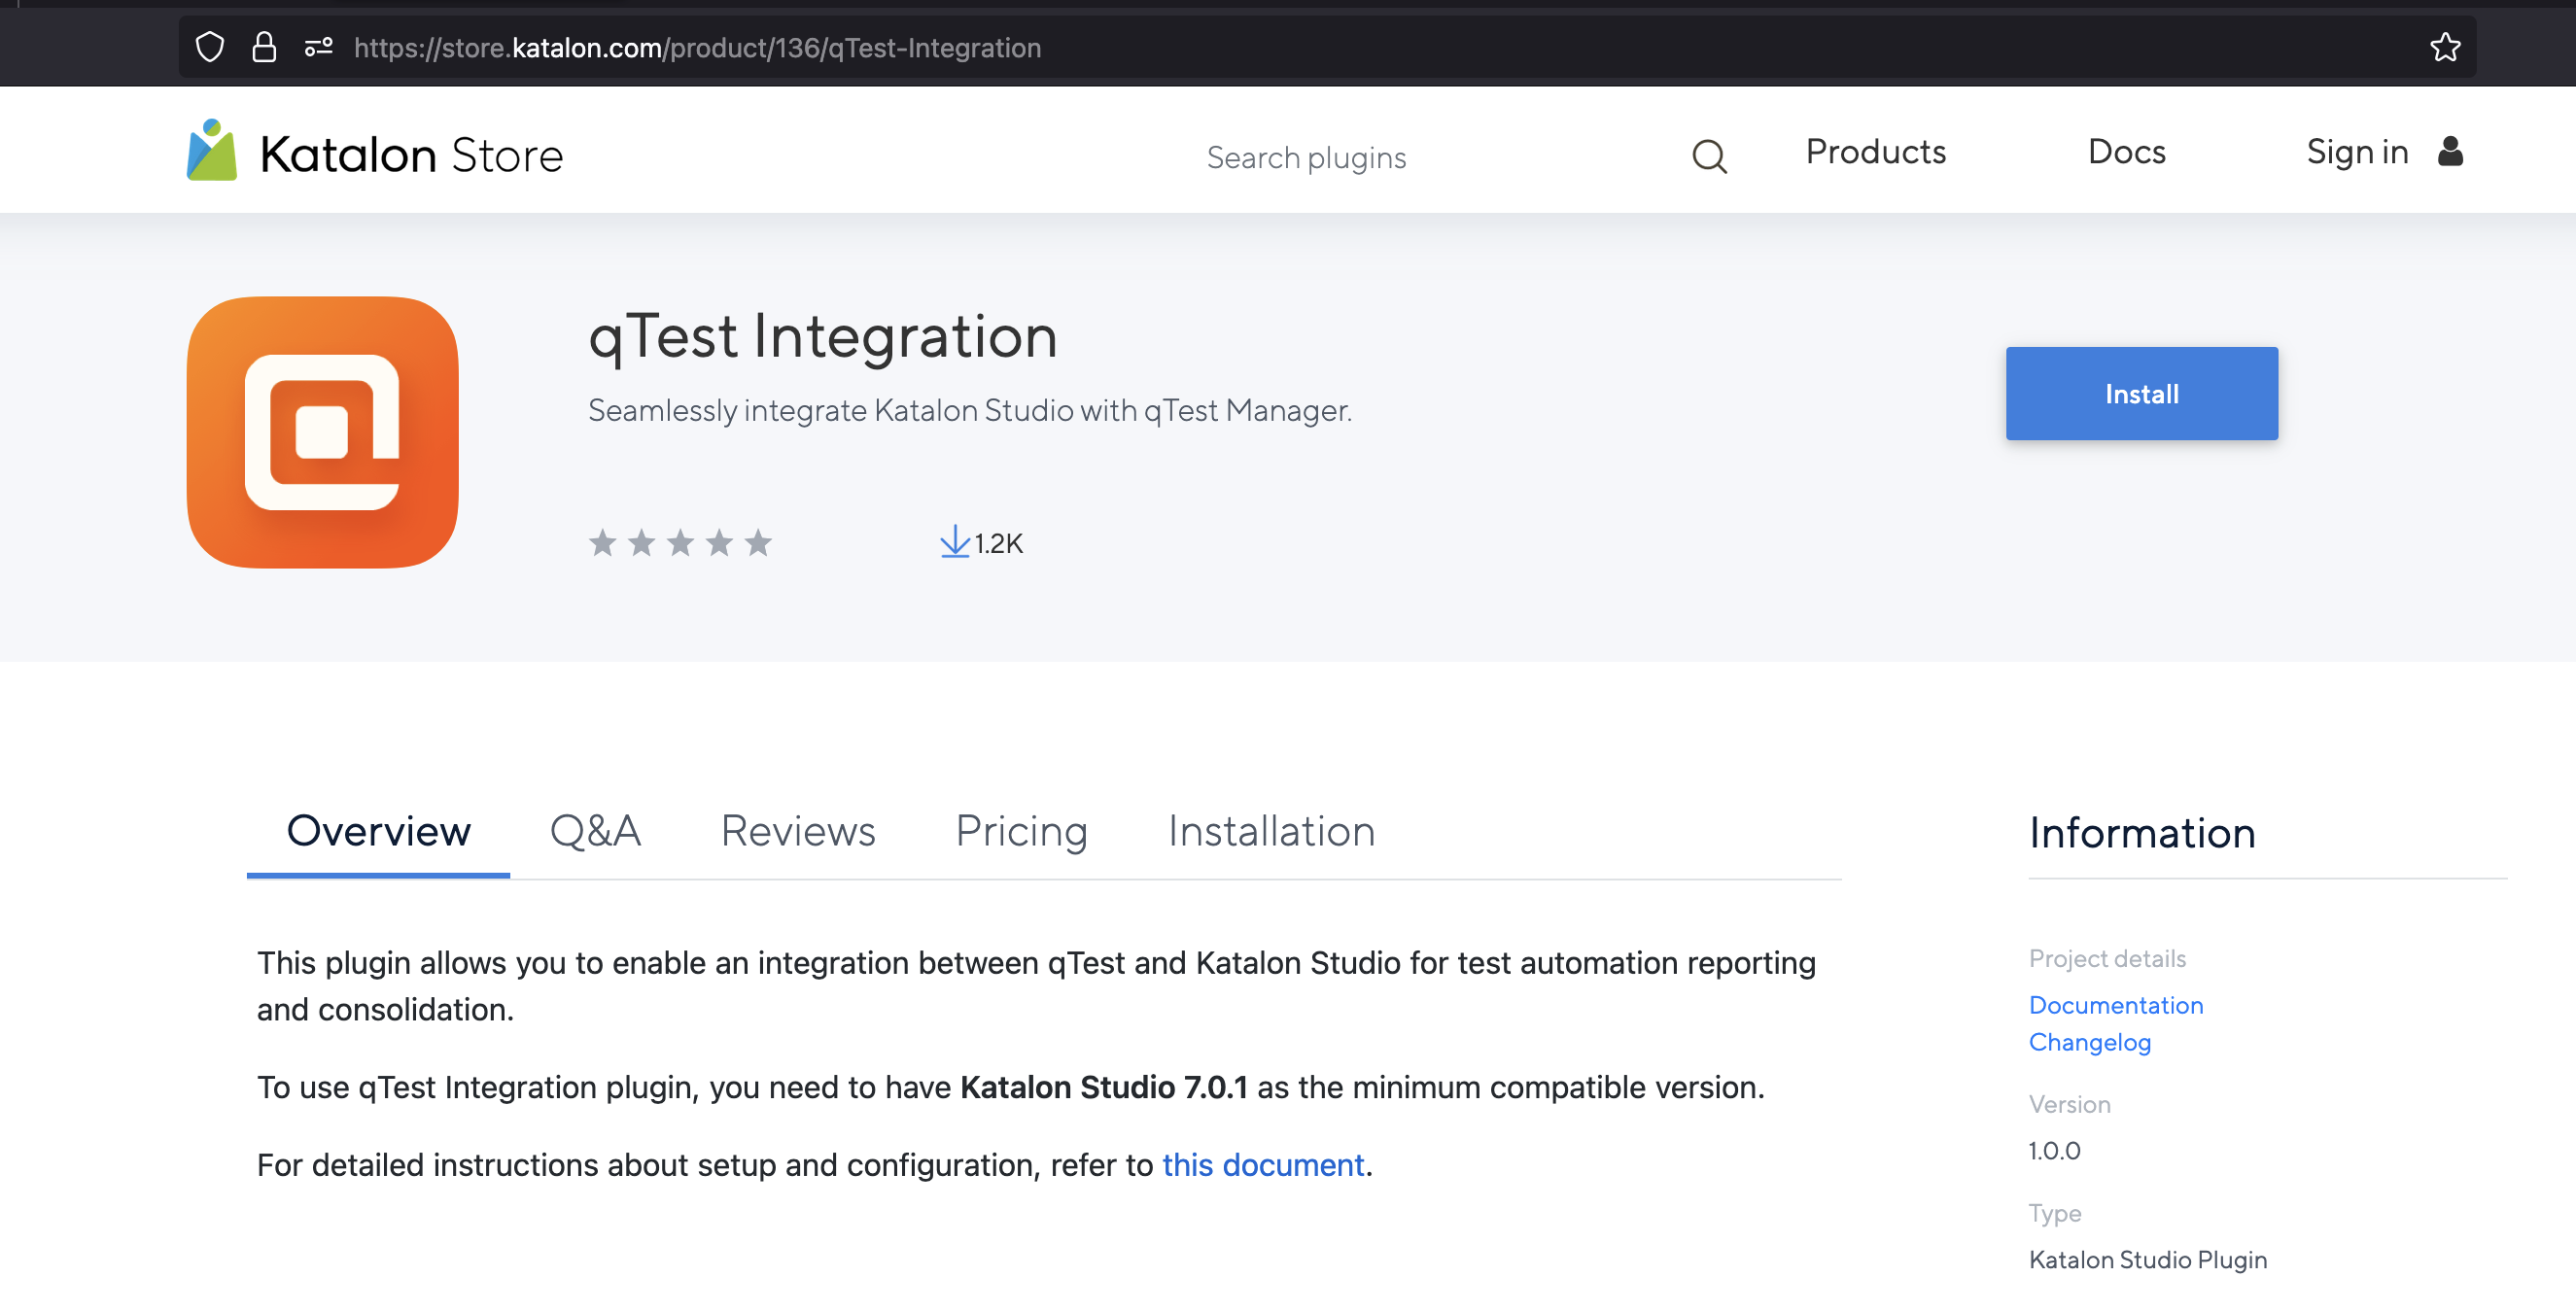 https://store.katalon.com/product/136/qTest-Integration
Katalon Store
Search plugins
Products
Docs
Sign in
qTest Integration
Seamlessly integrate Katalon Studio with qTest Manager.
Install
1.2K
Overview
Q&A
Reviews
Pricing
Installation
This plugin allows you to enable an integration between qTest and Katalon Studio for test automation reporting
and consolidation.
To use qTest Integration plugin, you need to have Katalon Studio 7.0.1 as the minimum compatible version.
For detailed instructions about setup and configuration, refer to this document.
Information
Project details
Documentation
Changelog
Version
1.0.0
Type
Katalon Studio Plugin